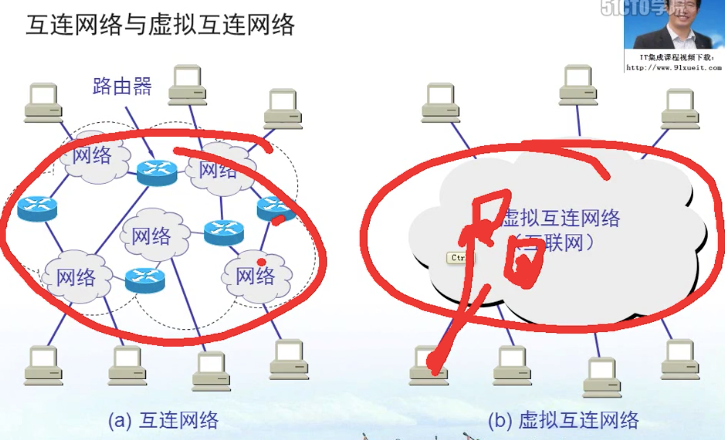 51CTO学院
互连网络与虚拟互连网络
IT集成课程视频下载:
http://www.91xueit.com
路由器
网络
网络
网络
网络
网络
虚拟互连网络
（互联网）
Ctrl
(a) 互连网络
(b) 虚拟互连网络